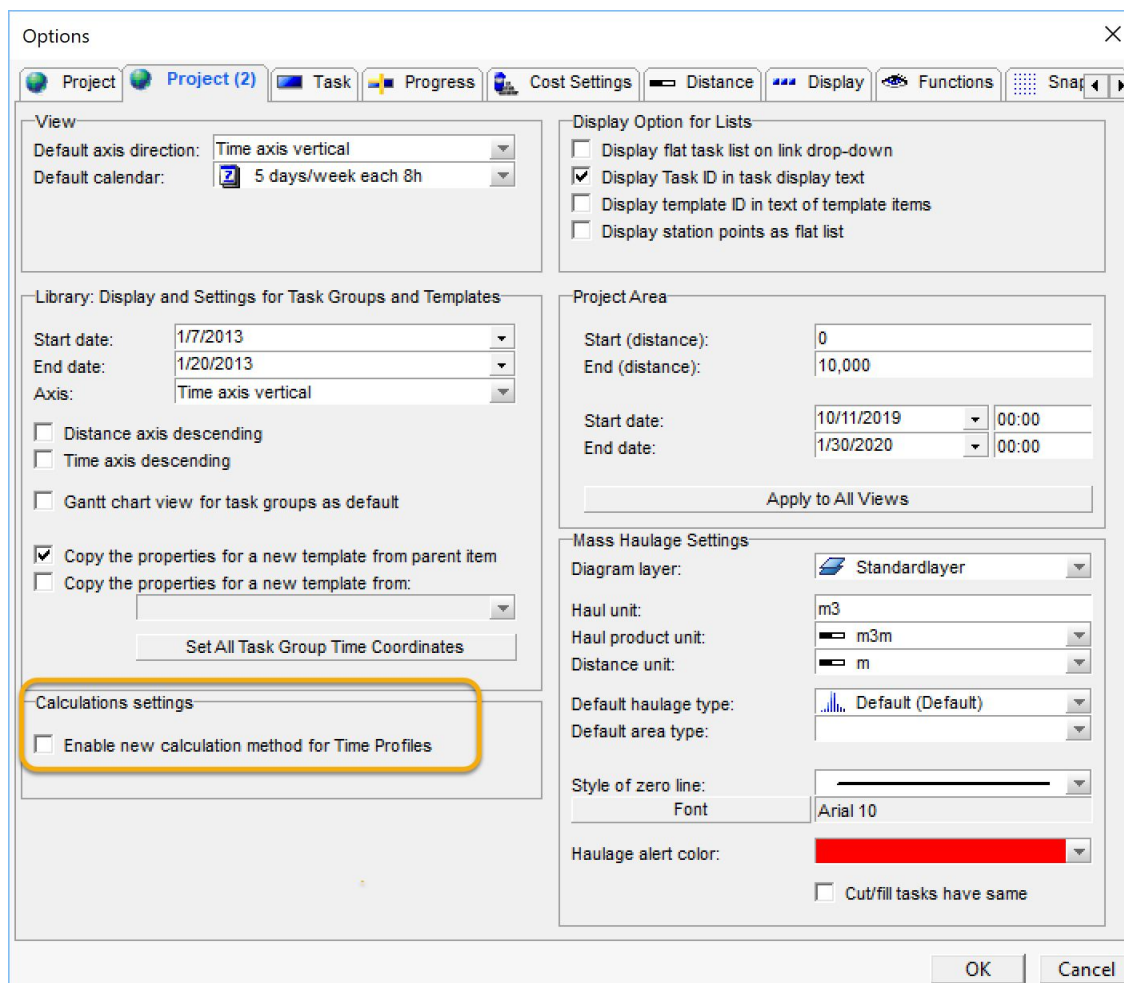 Options
Project
Project (2)
Task
Progress
Cost Settings
Distance
Display
Functions
View
Default axis direction: Time axis vertical
Default calendar: 5 days/week each 8h
Display Option for Lists
Display flat task list on link drop-down
Display Task ID in task display text
Display template ID in text of template items
Display station points as flat list
Library: Display and Settings for Task Groups and Templates
Start date: 1/7/2013
End date: 1/20/2013
Axis: Time axis vertical
Distance axis descending
Time axis descending
Gantt chart view for task groups as default
Copy the properties for a new template from parent item
Copy the properties for a new template from:
Set All Task Group Time Coordinates
Calculations settings
Enable new calculation method for Time Profiles
Project Area
Start (distance): 0
End (distance): 10,000
Start date: 10/11/2019 00:00
End date: 1/30/2020 00:00
Apply to All Views
Mass Haulage Settings
Diagram layer: Standardlayer
Haul unit: m3
Haul product unit: m3m
Distance unit: m
Default haulage type: Default (Default)
Default area type:
Style of zero line:
Font Arial 10
Haulage alert color:
Cut/fill tasks have same
OK
Cancel